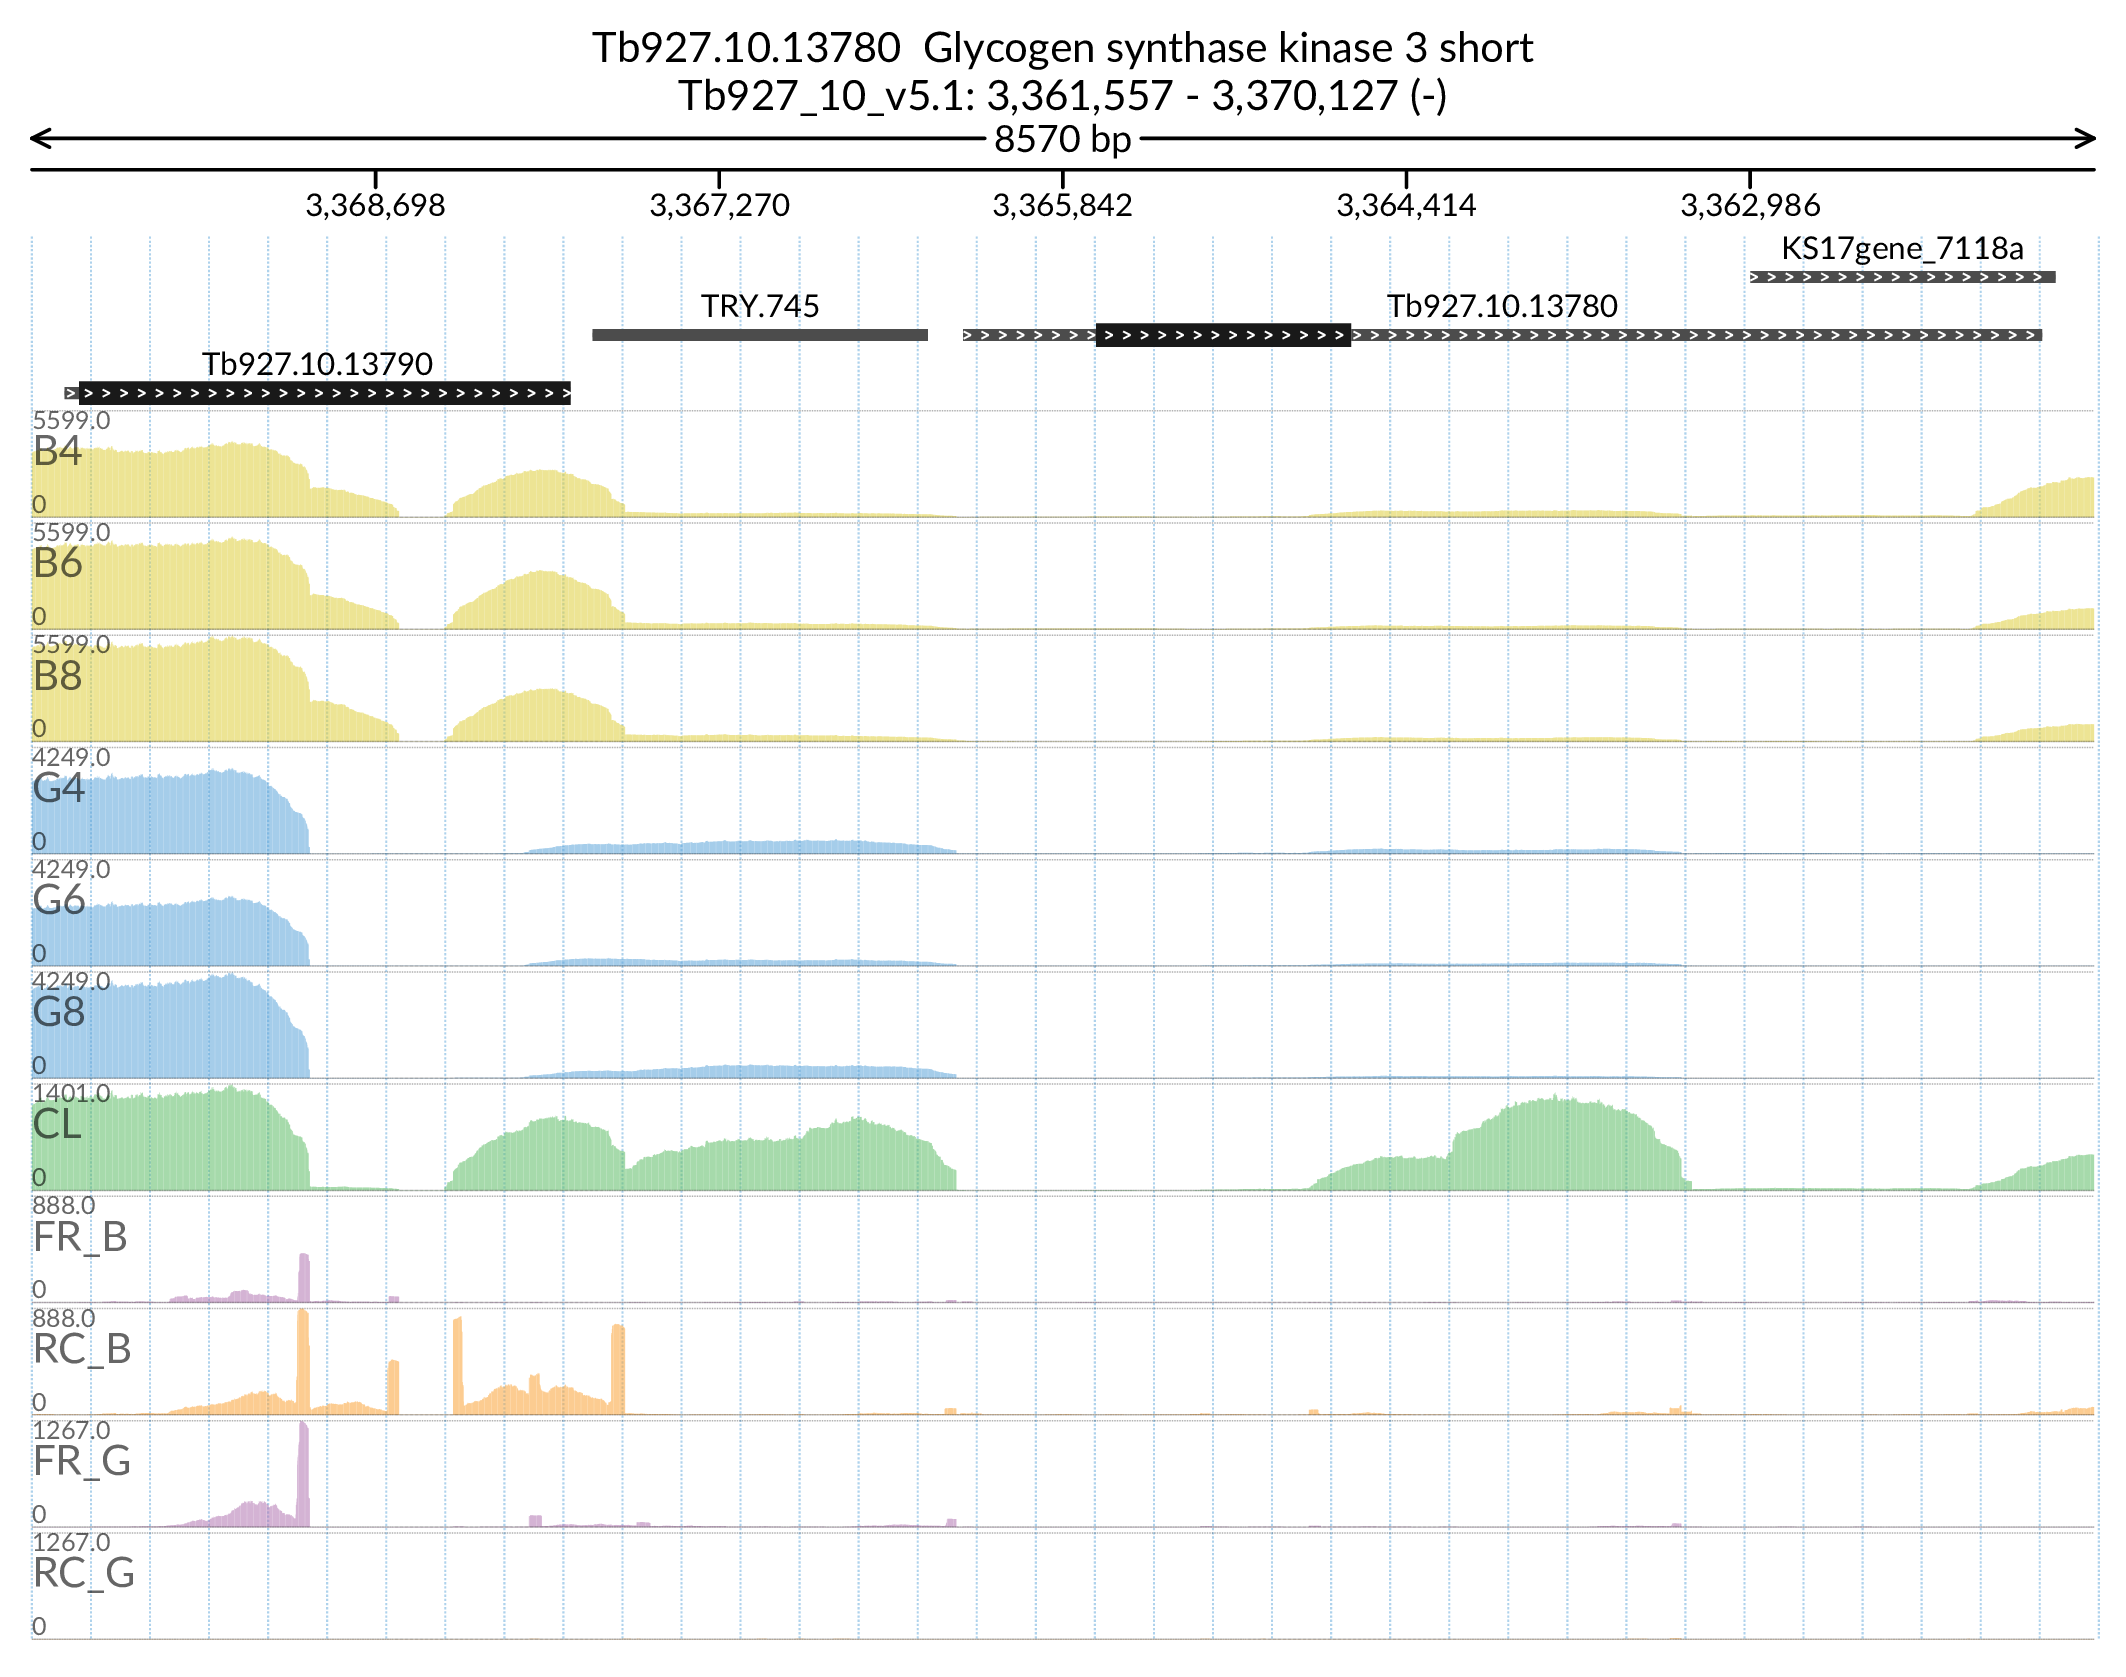 Tb927.10.13780  Glycogen synthase kinase 3 short
Tb927_10_v5.1: 3,361,557 - 3,370,127 (-)
8570 bp
3,368,698 3,367,270 3,365,842 3,364,414 3,362,986
KS17gene_7118a
TRY.745 Tb927.10.13780
Tb927.10.13790
5599.0
B4
0
5599.0
B6
0
5599.0
B8
0
4249.0
G4
0
4249.0
G6
0
4249.0
G8
0
1401.0
CL
0
888.0
FR_B
0
888.0
RC_B
0
1267.0
FR_G
0
1267.0
RC_G
0